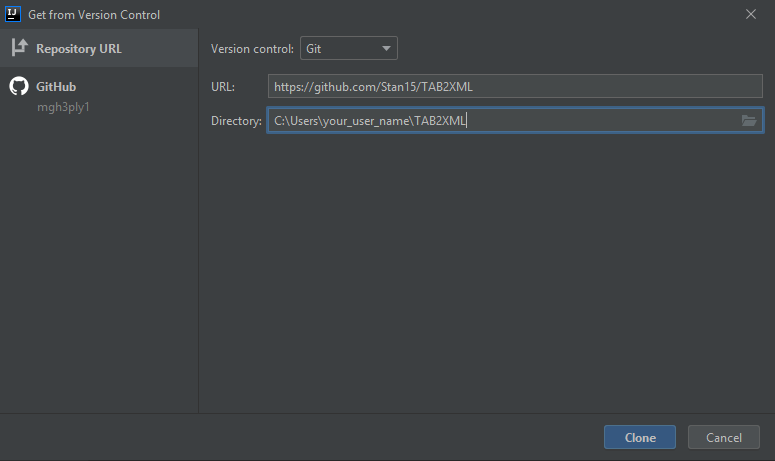 IJ
Get from Version Control
Repository URL
GitHub
mgh3ply1
Version control: Git
URL: https://github.com/Stan15/TAB2XML
Directory: C:\Users\your_user_name\TAB2XML
Clone Cancel